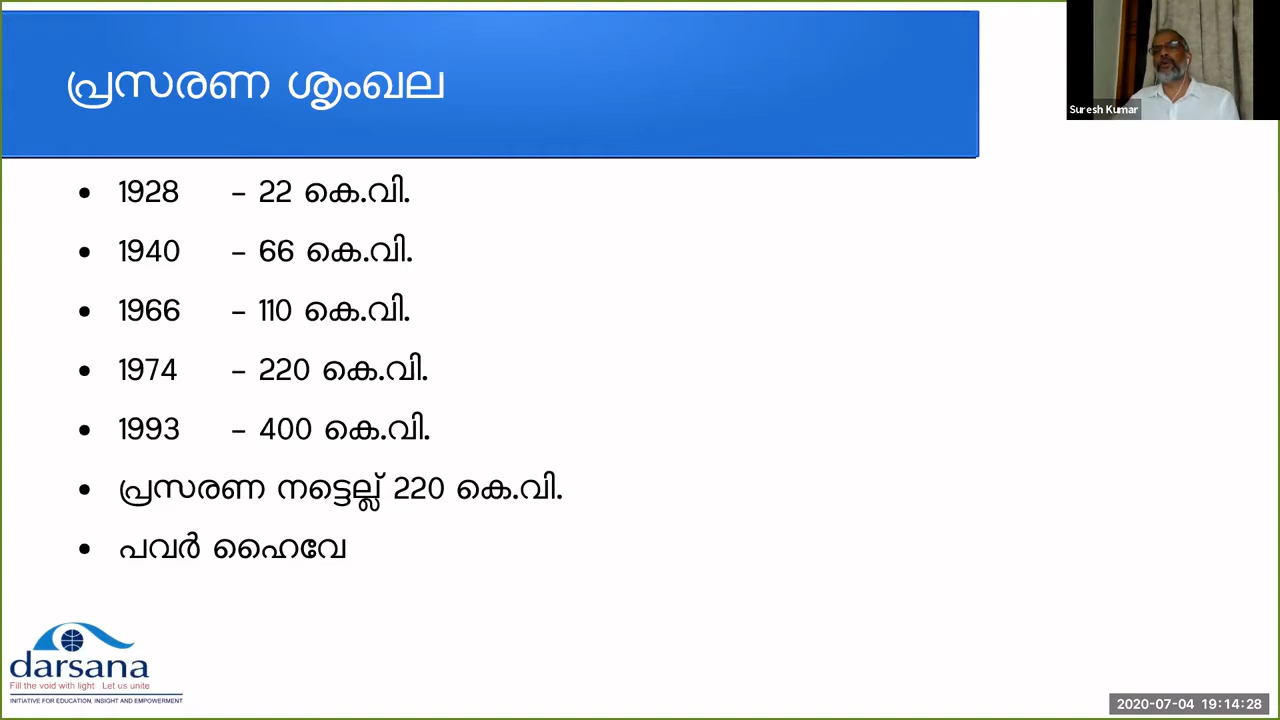 പ്രസരണ ശൃംഖല
Suresh Kumar
• 1928 – 22 കെ.വി.
• 1940 – 66 കെ.വി.
• 1966 – 110 കെ.വി.
• 1974 – 220 കെ.വി.
• 1993 – 400 കെ.വി.
• പ്രസരണ നട്ടെല്ല് 220 കെ.വി.
• പവർ ഹൈവേ
darsana
Fill the void with light Let us unite
INITIATIVE FOR EDUCATION, INSIGHT AND EMPOWERMENT
2020-07-04 19:14:28